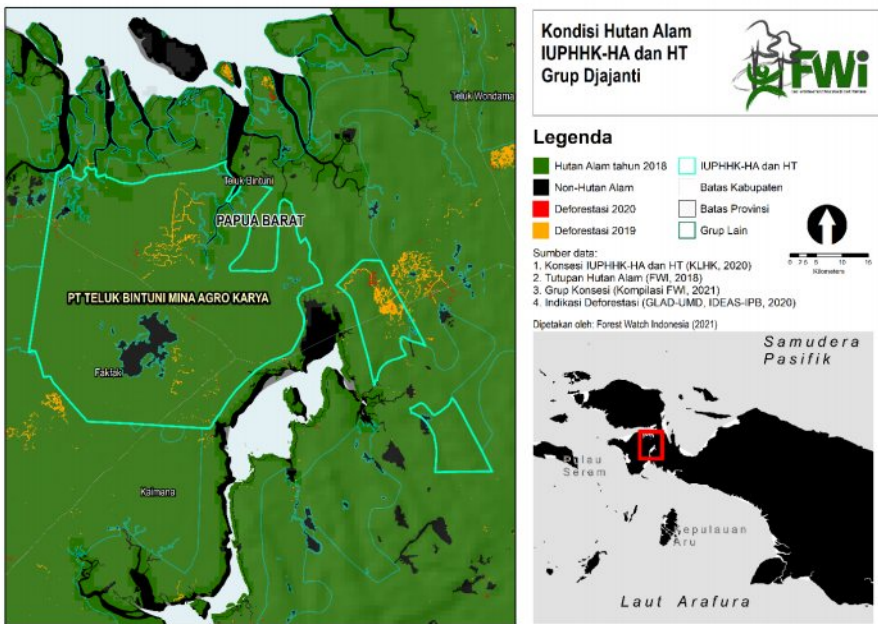 Kondisi Hutan Alam
IUPHHK-HA dan HT
Grup Djajanti
FWi
Legenda
Hutan Alam tahun 2018
Non-Hutan Alam
Deforestasi 2020
Deforestasi 2019
IUPHHK-HA dan HT
Batas Kabupaten
Batas Provinsi
Grup Lain
Kilometers
Sumber data:
1. Konsesi IUPHHK-HA dan HT (KLHK, 2020)
2. Tutupan Hutan Alam (FWI, 2018)
3. Grup Konsesi (Kompilasi FWI, 2021)
4. Indikasi Deforestasi (GLAD-UMD, IDEAS-IPB, 2020)
Dipetakan oleh: Forest Watch Indonesia (2021)
Teluk Wondama
Teluk Bintuni
PAPUA BARAT
PT TELUK BINTUNI MINA AGRO KARYA
Fakfak
Kaimana
Samudera
Pasifik
Pulau
Seram
Kepulauan
Aru
Laut Arafura